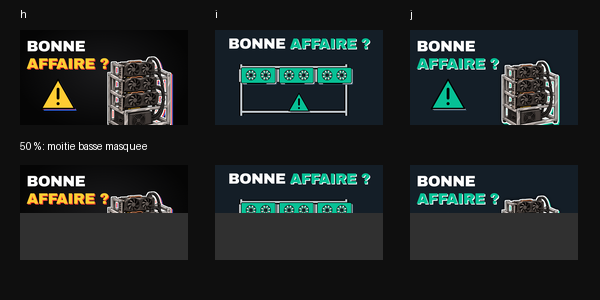 h
i
j
BONNE
AFFAIRE ?
BONNE AFFAIRE ?
BONNE
AFFAIRE ?
50 %: moitie basse masquee
BONNE
AFFAIRE ?
BONNE AFFAIRE ?
BONNE
AFFAIRE ?